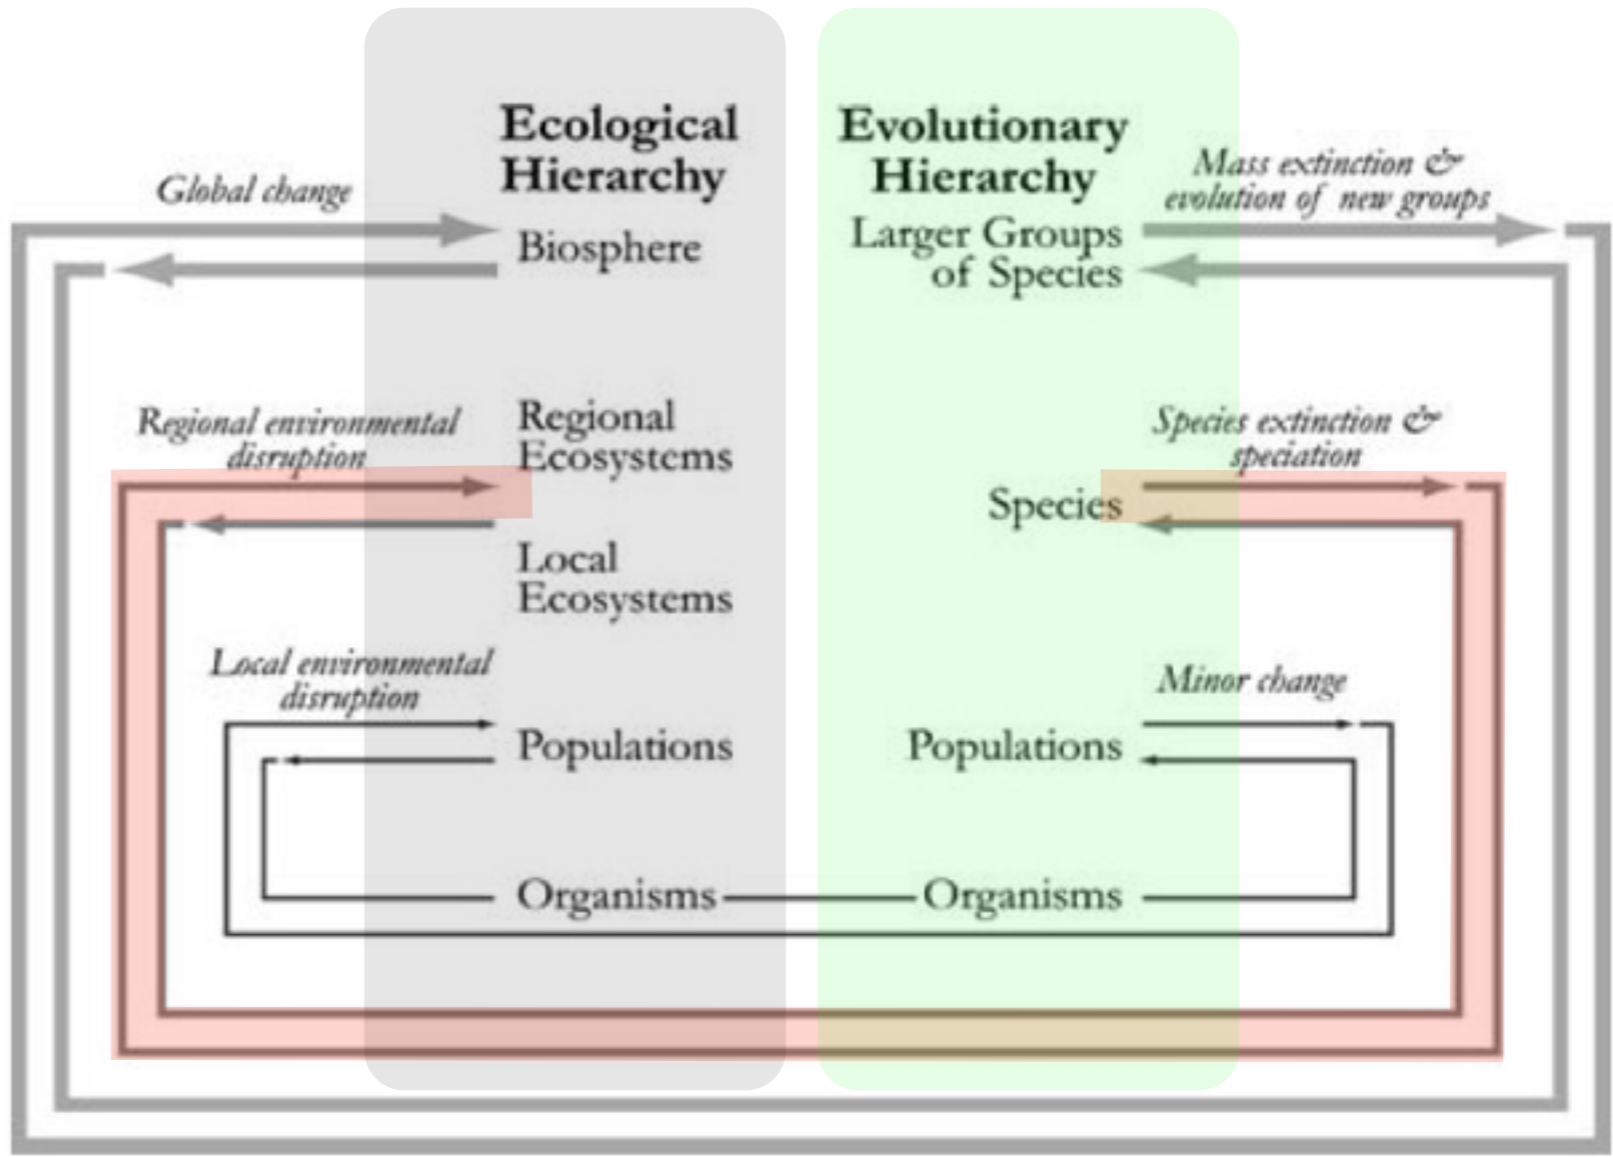 Ecological
Hierarchy
Evolutionary
Hierarchy
Global change
Mass extinction &
evolution of new groups
Biosphere
Larger Groups
of Species
Regional environmental
disruption
Regional
Ecosystems
Species extinction &
speciation
Species
Local
Ecosystems
Local environmental
disruption
Minor change
Populations
Populations
Organisms
Organisms